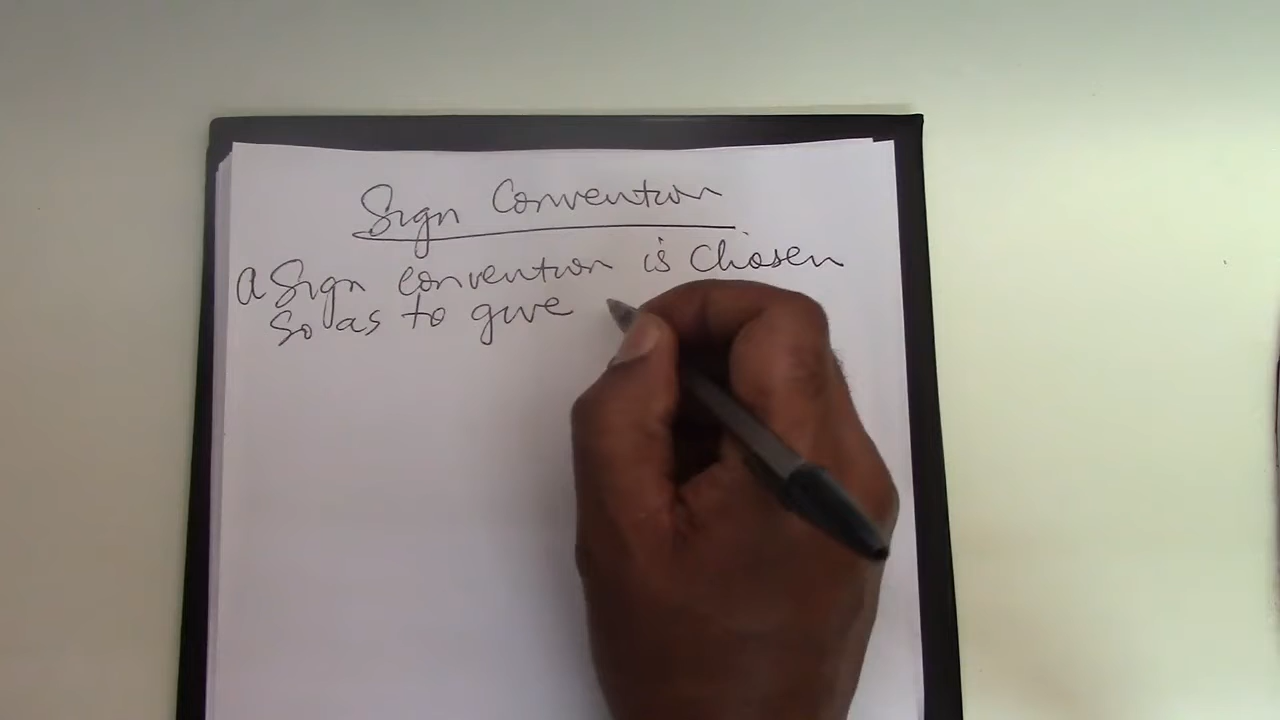 Sign Convention
a Sign convention is chosen
So as to give